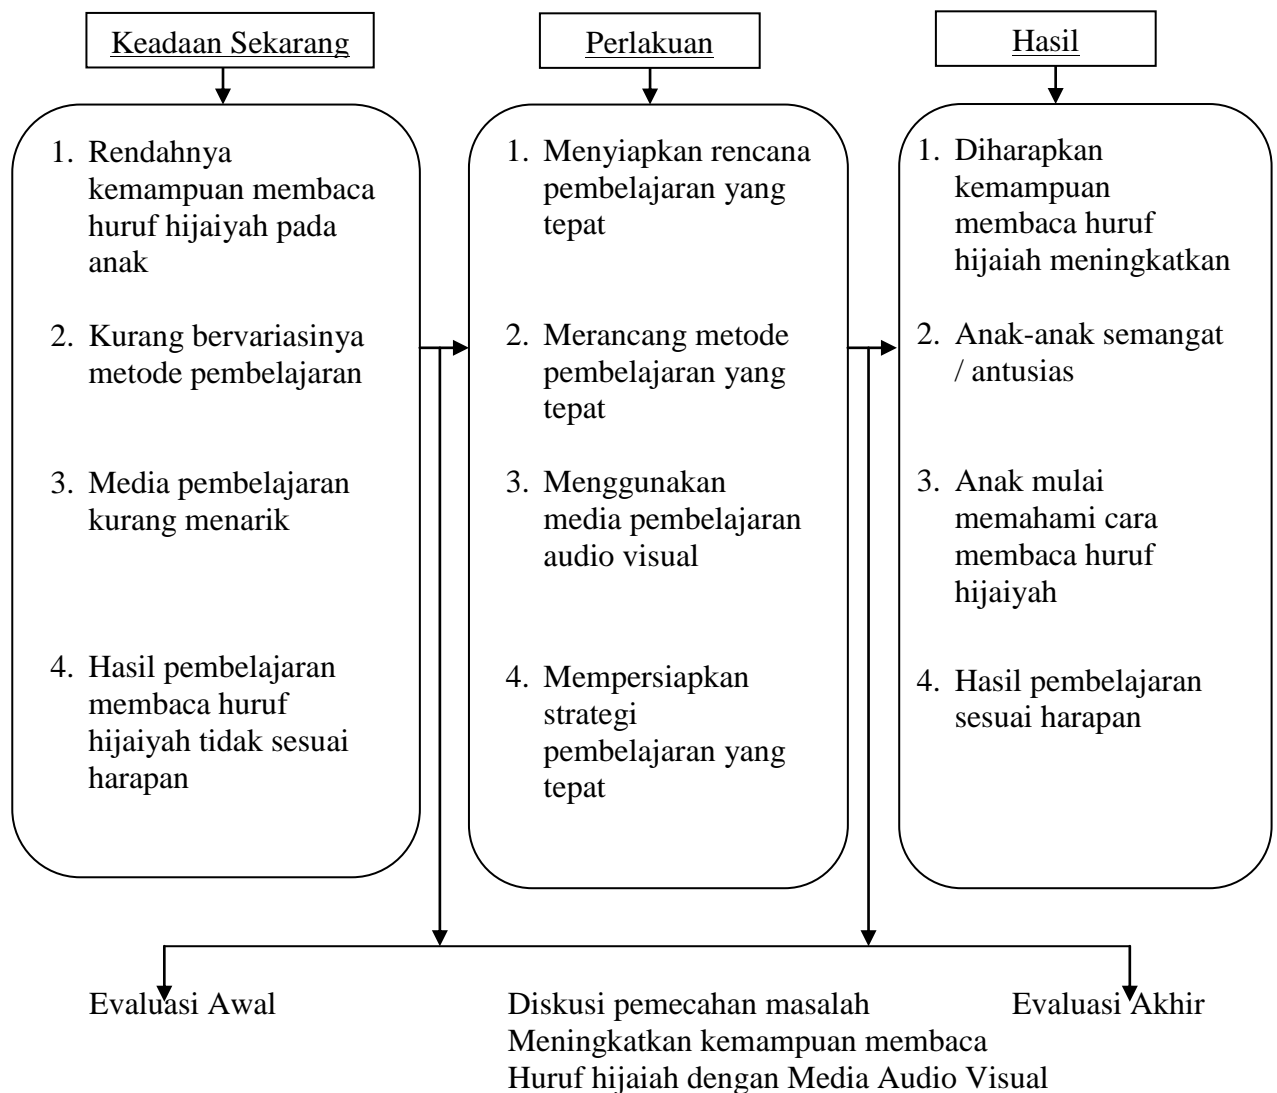 Keadaan Sekarang
Perlakuan
Hasil
1. Rendahnya
kemampuan membaca
huruf hijaiyah pada
anak
2. Kurang bervariasinya
metode pembelajaran
3. Media pembelajaran
kurang menarik
4. Hasil pembelajaran
membaca huruf
hijaiyah tidak sesuai
harapan
1. Menyiapkan rencana
pembelajaran yang
tepat
2. Merancang metode
pembelajaran yang
tepat
3. Menggunakan
media pembelajaran
audio visual
4. Mempersiapkan
strategi
pembelajaran yang
tepat
1. Diharapkan
kemampuan
membaca huruf
hijaiah meningkatkan
2. Anak-anak semangat
/ antusias
3. Anak mulai
memahami cara
membaca huruf
hijaiyah
4. Hasil pembelajaran
sesuai harapan
Evaluasi Awal
Diskusi pemecahan masalah
Meningkatkan kemampuan membaca
Huruf hijaiah dengan Media Audio Visual
Evaluasi Akhir